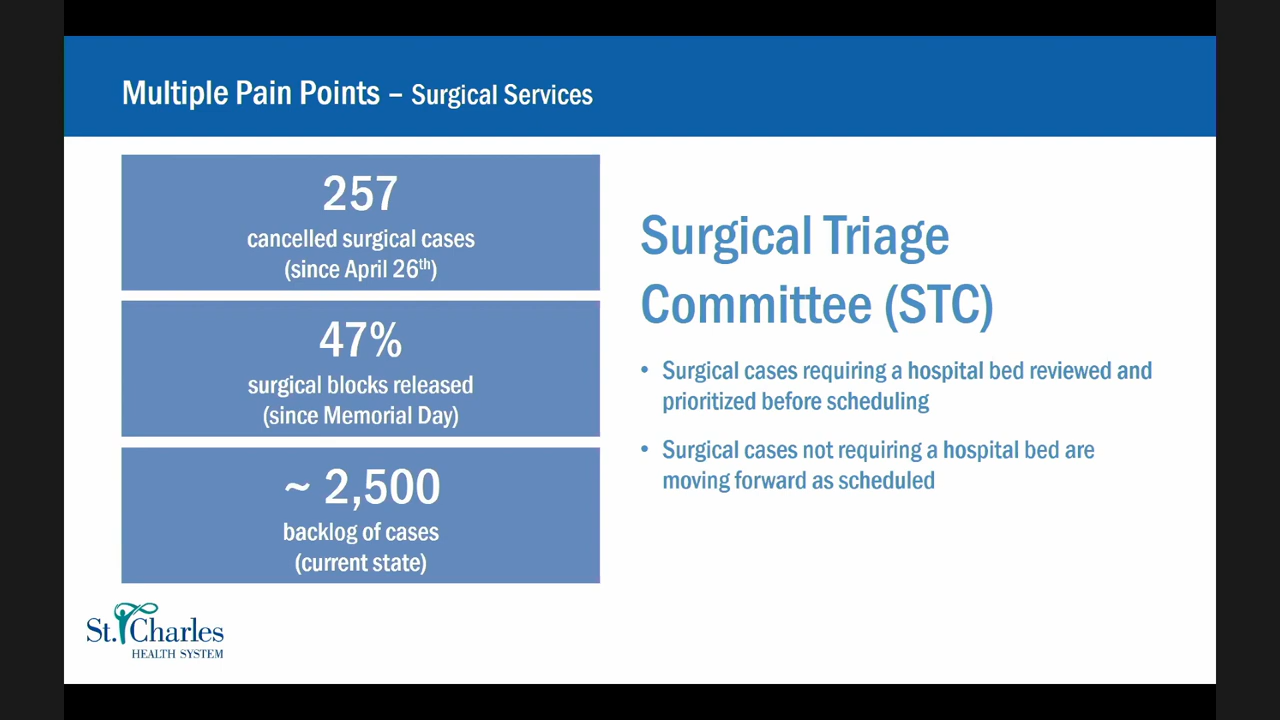 Multiple Pain Points – Surgical Services
257
cancelled surgical cases
(since April 26th)
47%
surgical blocks released
(since Memorial Day)
~ 2,500
backlog of cases
(current state)
Surgical Triage
Committee (STC)
• Surgical cases requiring a hospital bed reviewed and
prioritized before scheduling
• Surgical cases not requiring a hospital bed are
moving forward as scheduled
St. Charles
HEALTH SYSTEM